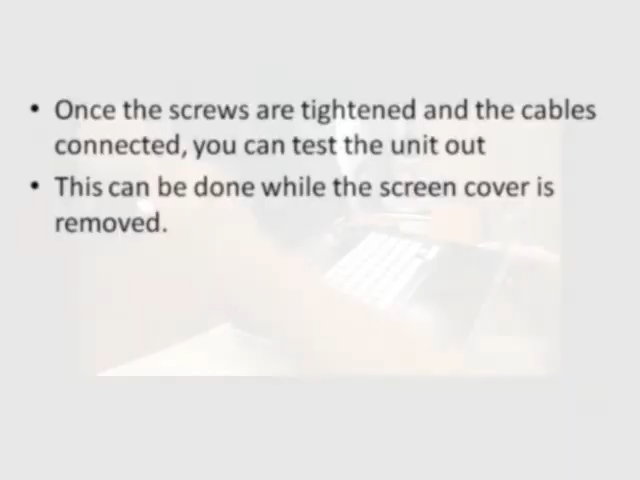 • Once the screws are tightened and the cables
connected, you can test the unit out
• This can be done while the screen cover is
removed.